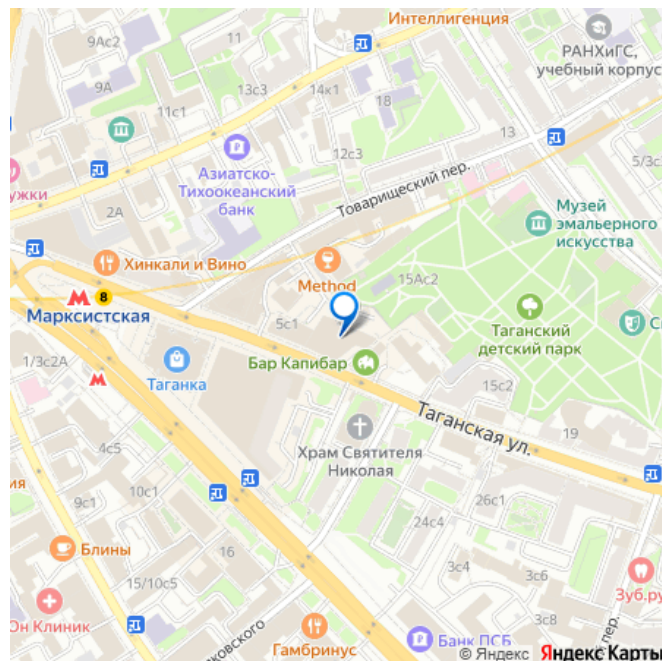 Интеллигенция
9Ас2
11
РАНХиГС,
учебный корпус
9А
13с3
14к1
18
11с1
13
5/3с
12с3
Азиатско-
Тихоокеанский
банк
ужки
2А
Товарищеский пер.
Музей
эмальерного
искусства
Хинкали и Вино
Method
15Ас2
8
Марксистская
5с1
Таганский
детский парк
1/3с2А
Таганка
Бар Капибар
15с2
Таганская ул.
Храм Святителя
Николая
19
4с5
ия
9с1
10с1
26с1
24с4
Блины
16
3с4
3с6
15/10с5
Зуб.ру
Он Клиник
3с8
ковского
Гамбринус
Банк ПСБ
пер.
© Яндекс Яндекс Карты